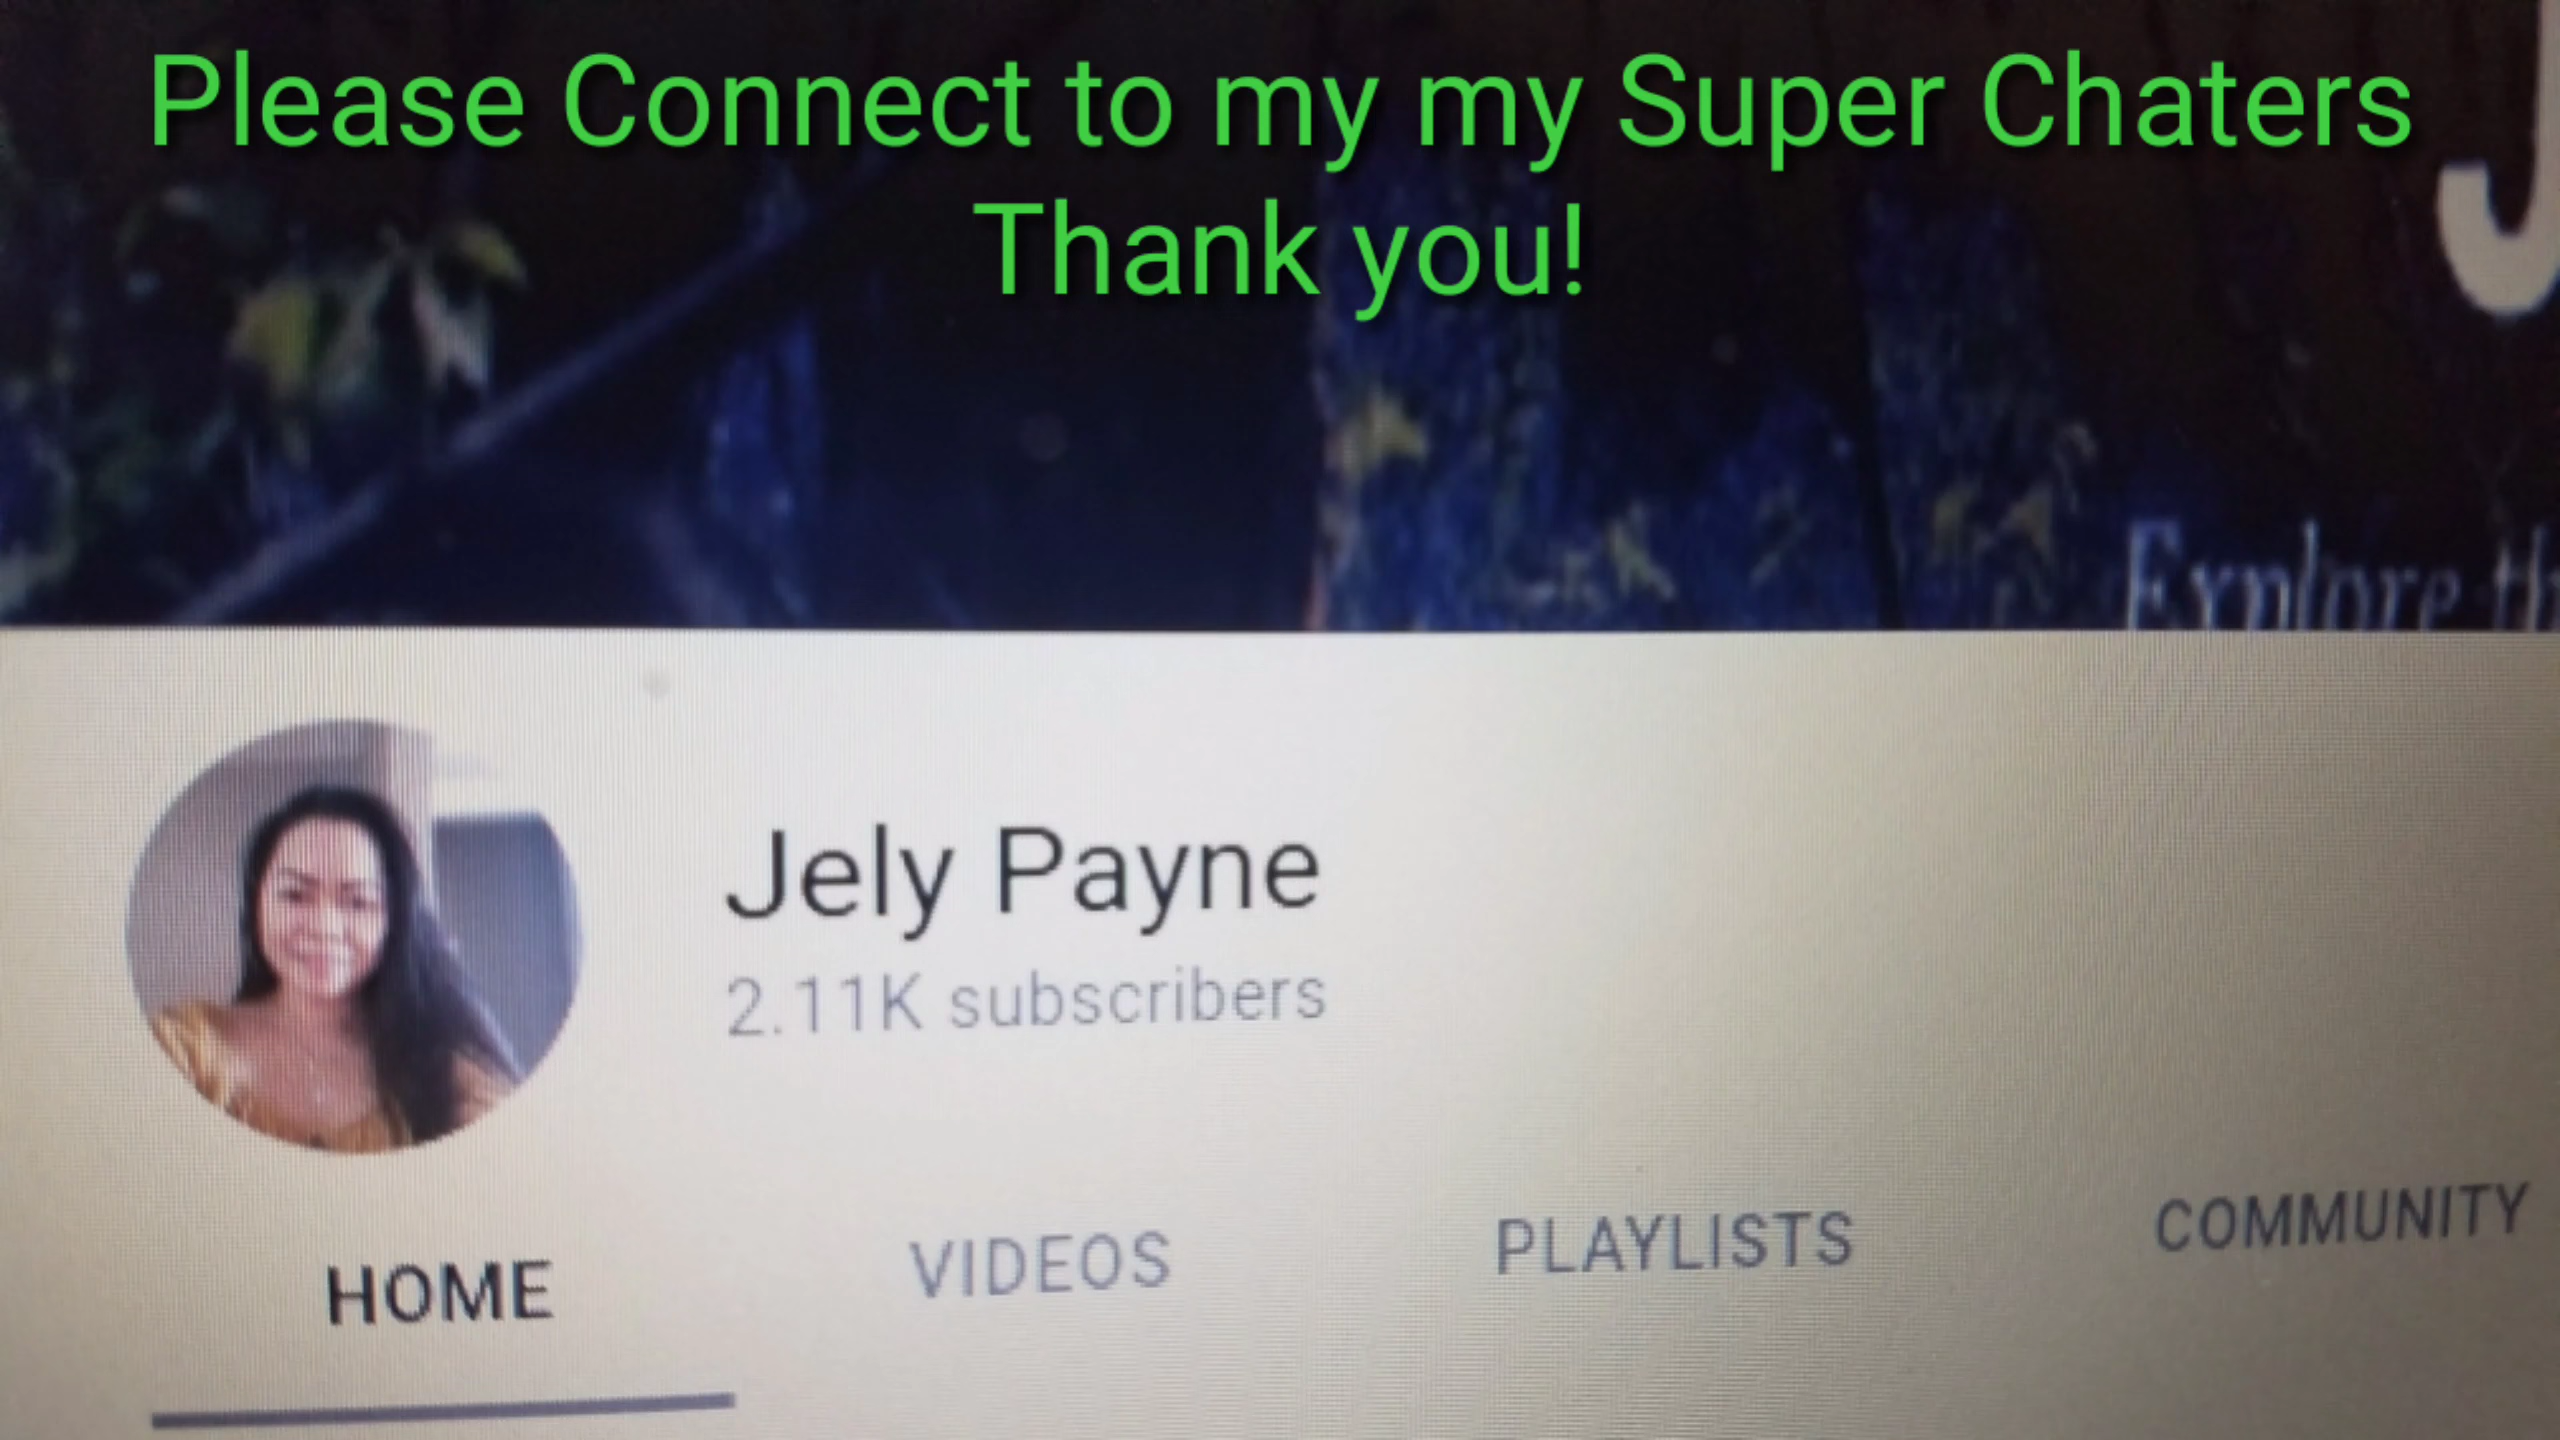 Please Connect to my my Super Chaters
Thank you!
J
Explore th
Jely Payne
2.11K subscribers
HOME VIDEOS PLAYLISTS COMMUNITY